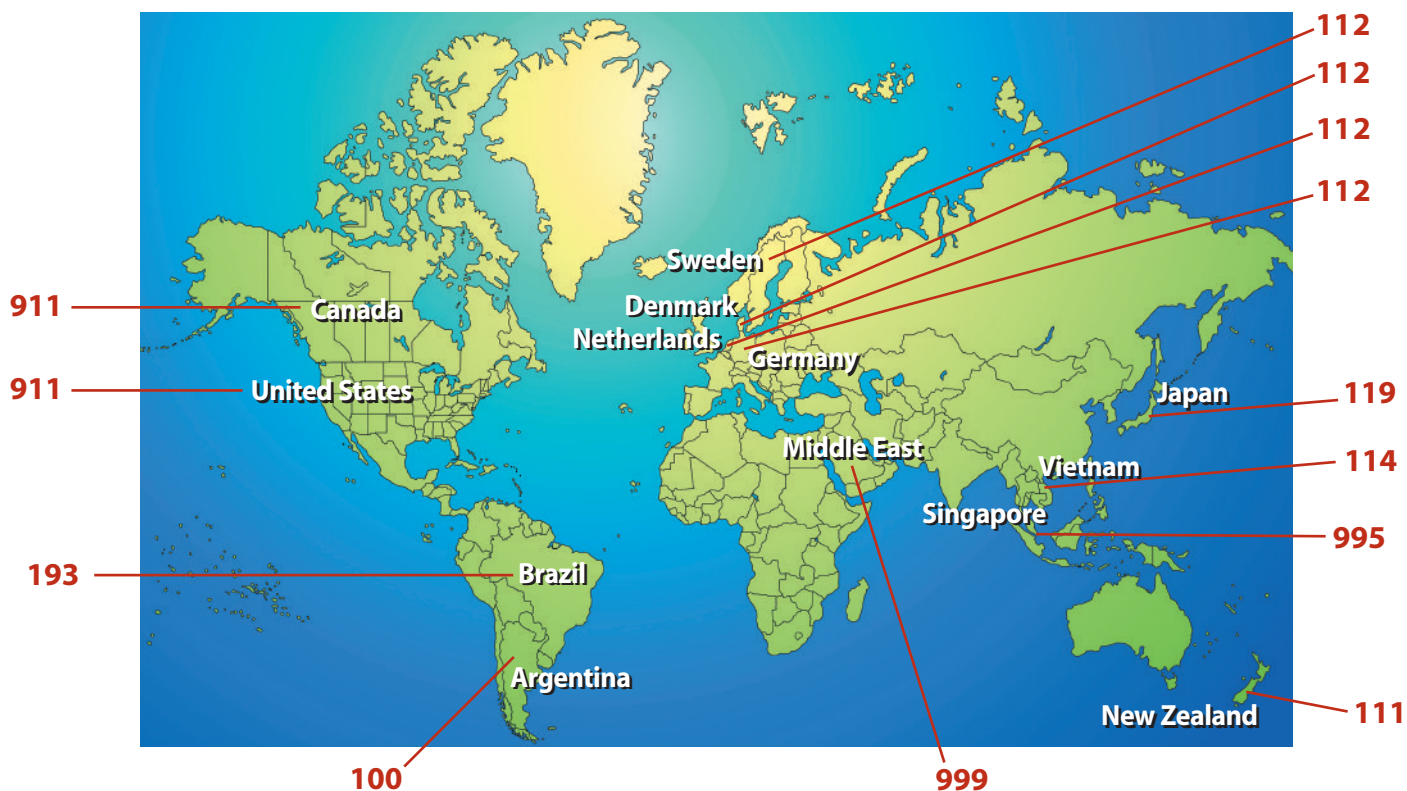 112
112
112
112
Sweden
Denmark
Netherlands
Germany
911
Canada
911
United States
Japan
119
Middle East
Vietnam
114
Singapore
995
193
Brazil
Argentina
New Zealand
111
100
999